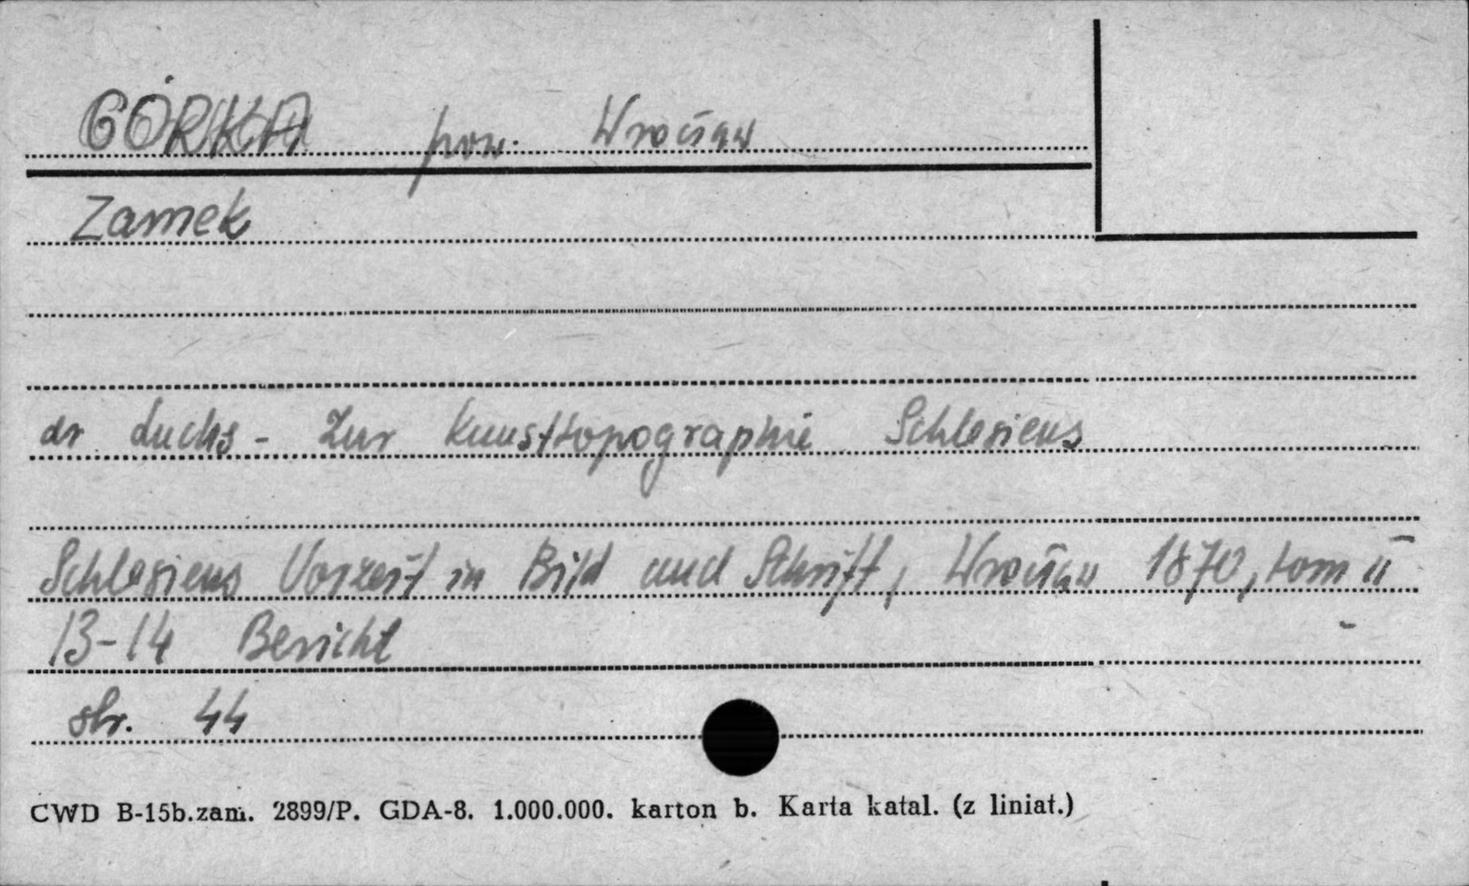 GÓRKA pow. Wrocław
Zamek
dr Luchs - Zur Kunsttopographie Schlesiens
Schlesiens Vorzeit in Bild und Schrift, Wrocław 1870, tom II
13-14 Bericht
str. 44
CWD B-15b.zam. 2899/P. GDA-8. 1.000.000. karton b. Karta katal. (z liniat.)